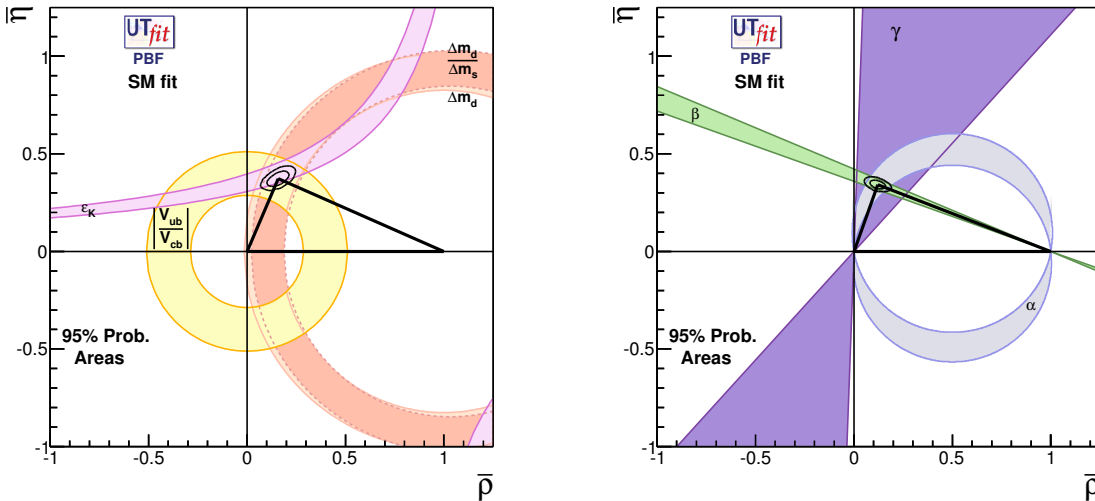 η̅
1
0.5
0
-0.5
-1
-1
-0.5
0
0.5
1
ρ̅
UTfit
PBF
SM fit
Δm_d
Δm_s
Δm_d
ε_K
|V_ub
V_cb|
95% Prob.
Areas
η̅
1
0.5
0
-0.5
-1
-1
-0.5
0
0.5
1
ρ̅
UTfit
PBF
SM fit
γ
β
α
95% Prob.
Areas